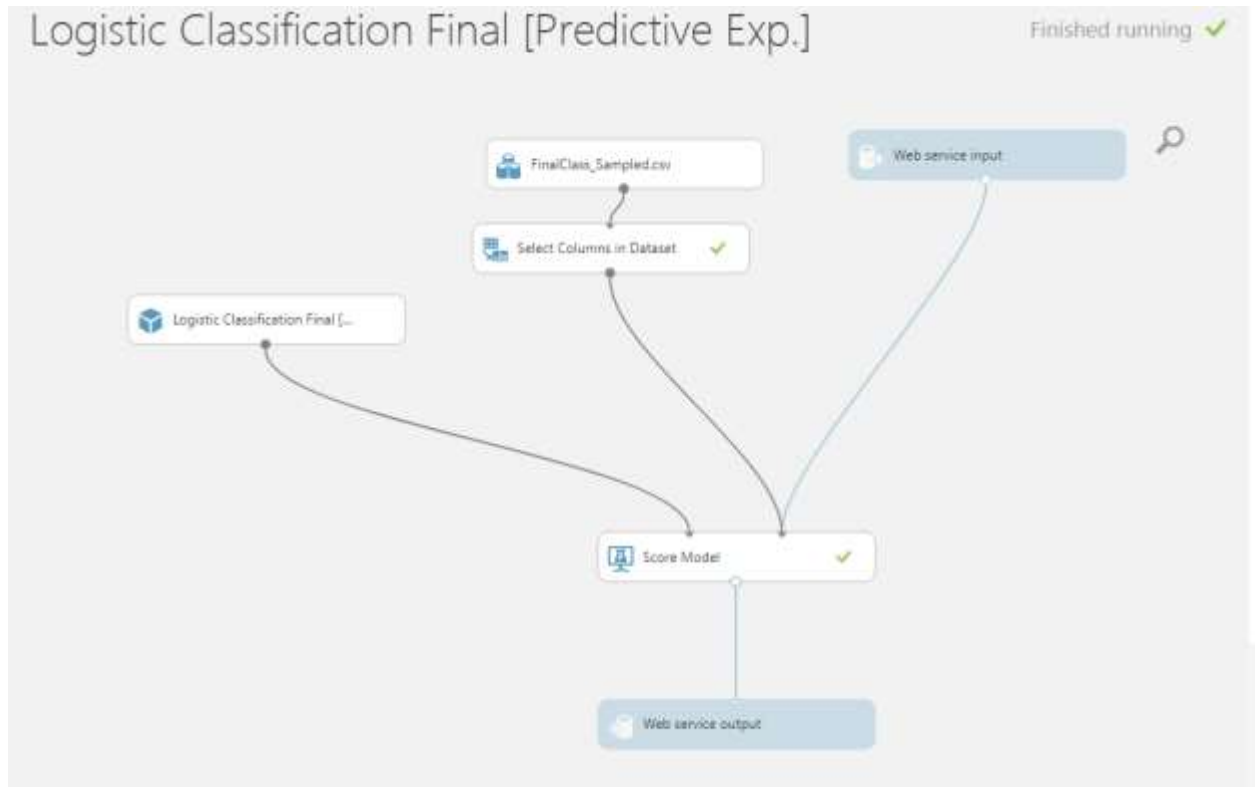 Logistic Classification Final [Predictive Exp.]
Finished running
FinalClass_Sampled.csv
Web service input
Select Columns in Dataset
Logistic Classification Final [...
Score Model
Web service output